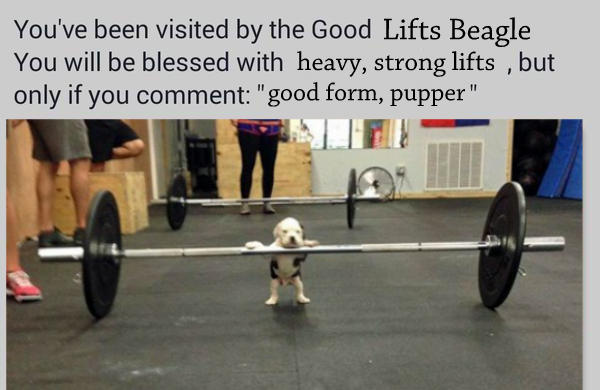 You've been visited by the Good Lifts Beagle
You will be blessed with heavy, strong lifts , but
only if you comment: "good form, pupper"